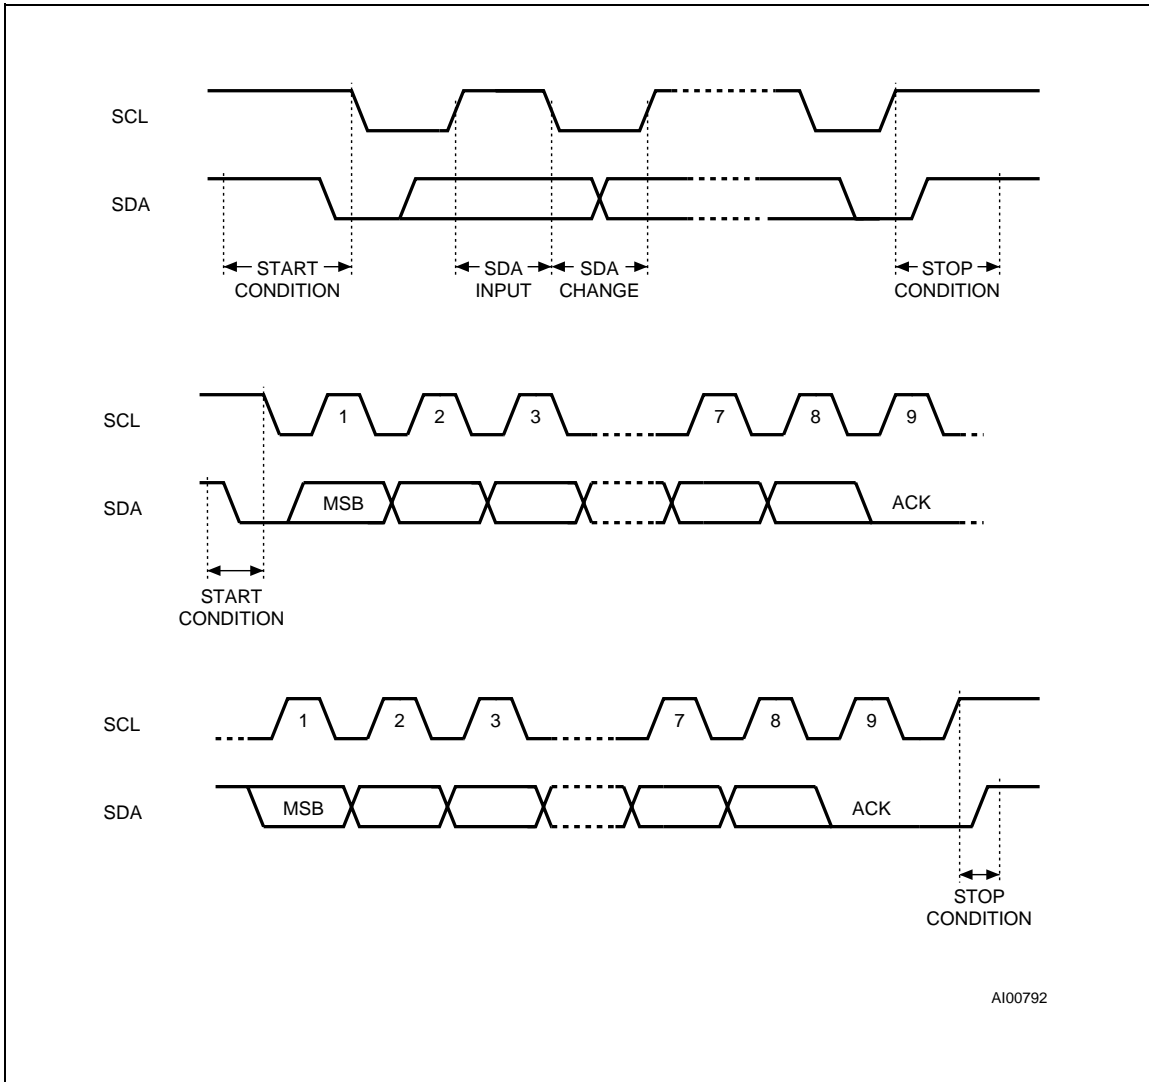 SCL
SDA
START
CONDITION
SDA
INPUT
SDA
CHANGE
STOP
CONDITION
SCL
1
2
3
7
8
9
SDA
MSB
ACK
START
CONDITION
SCL
1
2
3
7
8
9
SDA
MSB
ACK
STOP
CONDITION
AI00792